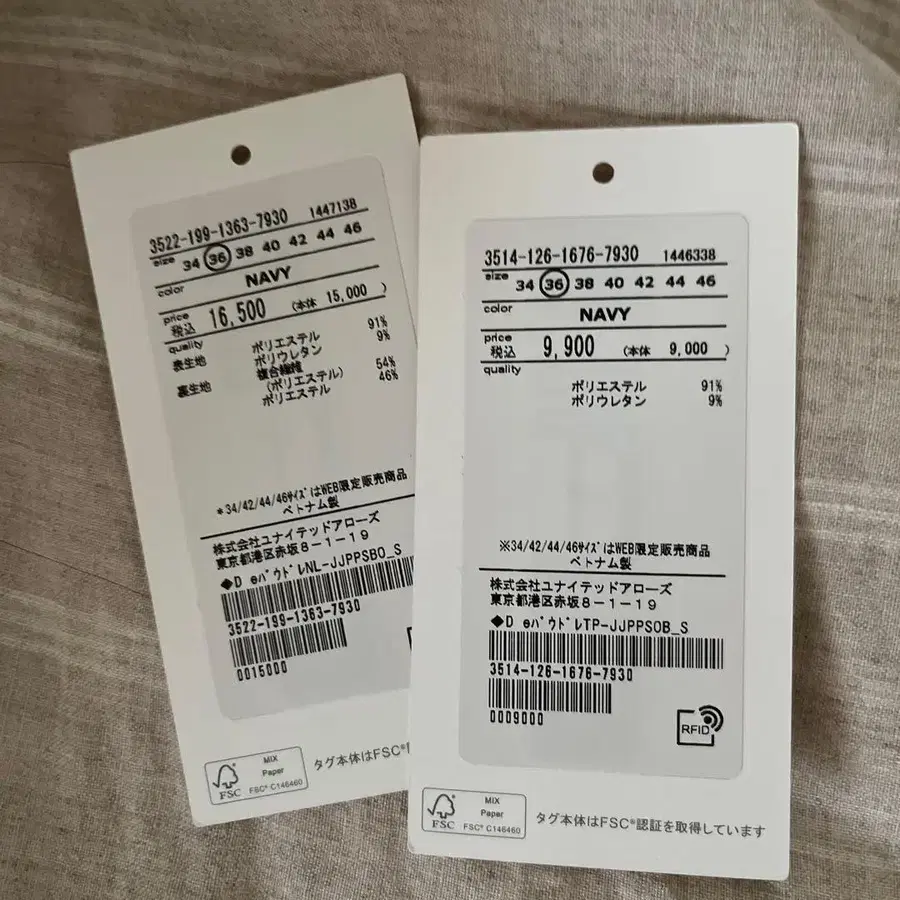 3522-199-1363-7930 1447138
size 34 36 38 40 42 44 46
color NAVY
price
税込 16,500 (本体 15,000 )
quality
表生地 ポリエステル 91%
ポリウレタン 9%
裏生地 複合繊維
(ポリエステル) 54%
ポリエステル 46%
※34/42/44/46ｻｲｽﾞはWEB限定販売商品
ベトナム製
株式会社ユナイテッドアローズ
東京都港区赤坂8-1-19
◆D eﾊﾟｳﾄﾞﾚNL-JJPPSBO_S
3522-199-1363-7930
0015000
FSC
MIX
Paper
FSC® C146460
タグ本体はFSC®認
3514-126-1676-7930 1446338
size 34 36 38 40 42 44 46
color NAVY
price
税込 9,900 (本体 9,000 )
quality
ポリエステル 91%
ポリウレタン 9%
※34/42/44/46ｻｲｽﾞはWEB限定販売商品
ベトナム製
株式会社ユナイテッドアローズ
東京都港区赤坂8-1-19
◆D eﾊﾟｳﾄﾞﾚTP-JJPPSOB_S
3514-126-1676-7930
0009000
RFID
FSC
MIX
Paper
FSC® C146460
タグ本体はFSC®認証を取得しています